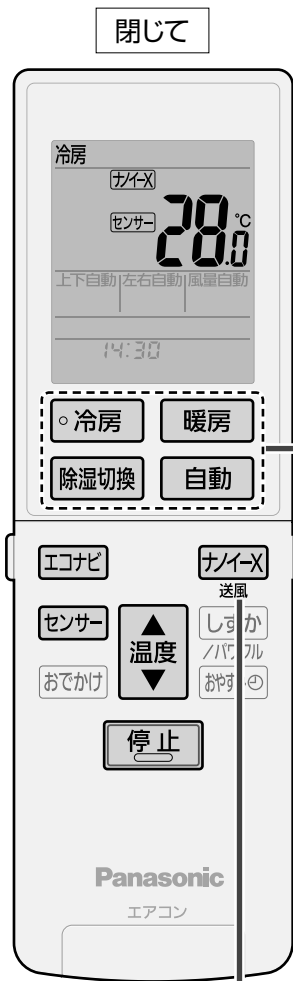 閉じて
冷房
ナノイーX
センサー 28.0℃
上下自動 左右自動 風量自動
14:30
冷房 暖房
除湿切換 自動
エコナビ ナノイーX
送風
センサー ▲ 温度 ▼ しずか
/パワフル
おでかけ おやすみ
停止
Panasonic
エアコン